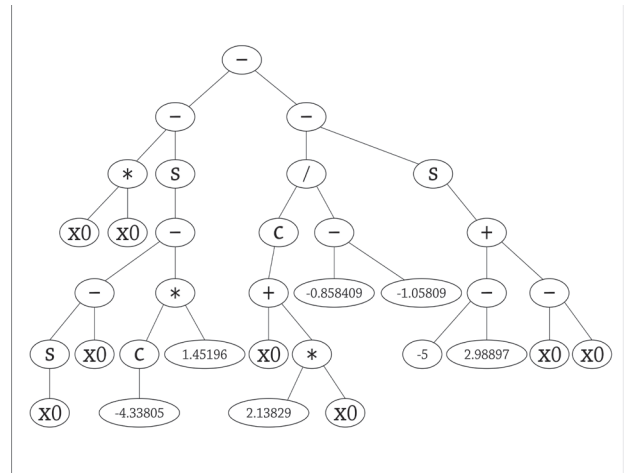 −
− −
* S / S
x0 x0 − C − +
− * + -0.858409 -1.05809 − −
S x0 C 1.45196 x0 * -5 2.98897 x0 x0
x0 -4.33805 2.13829 x0